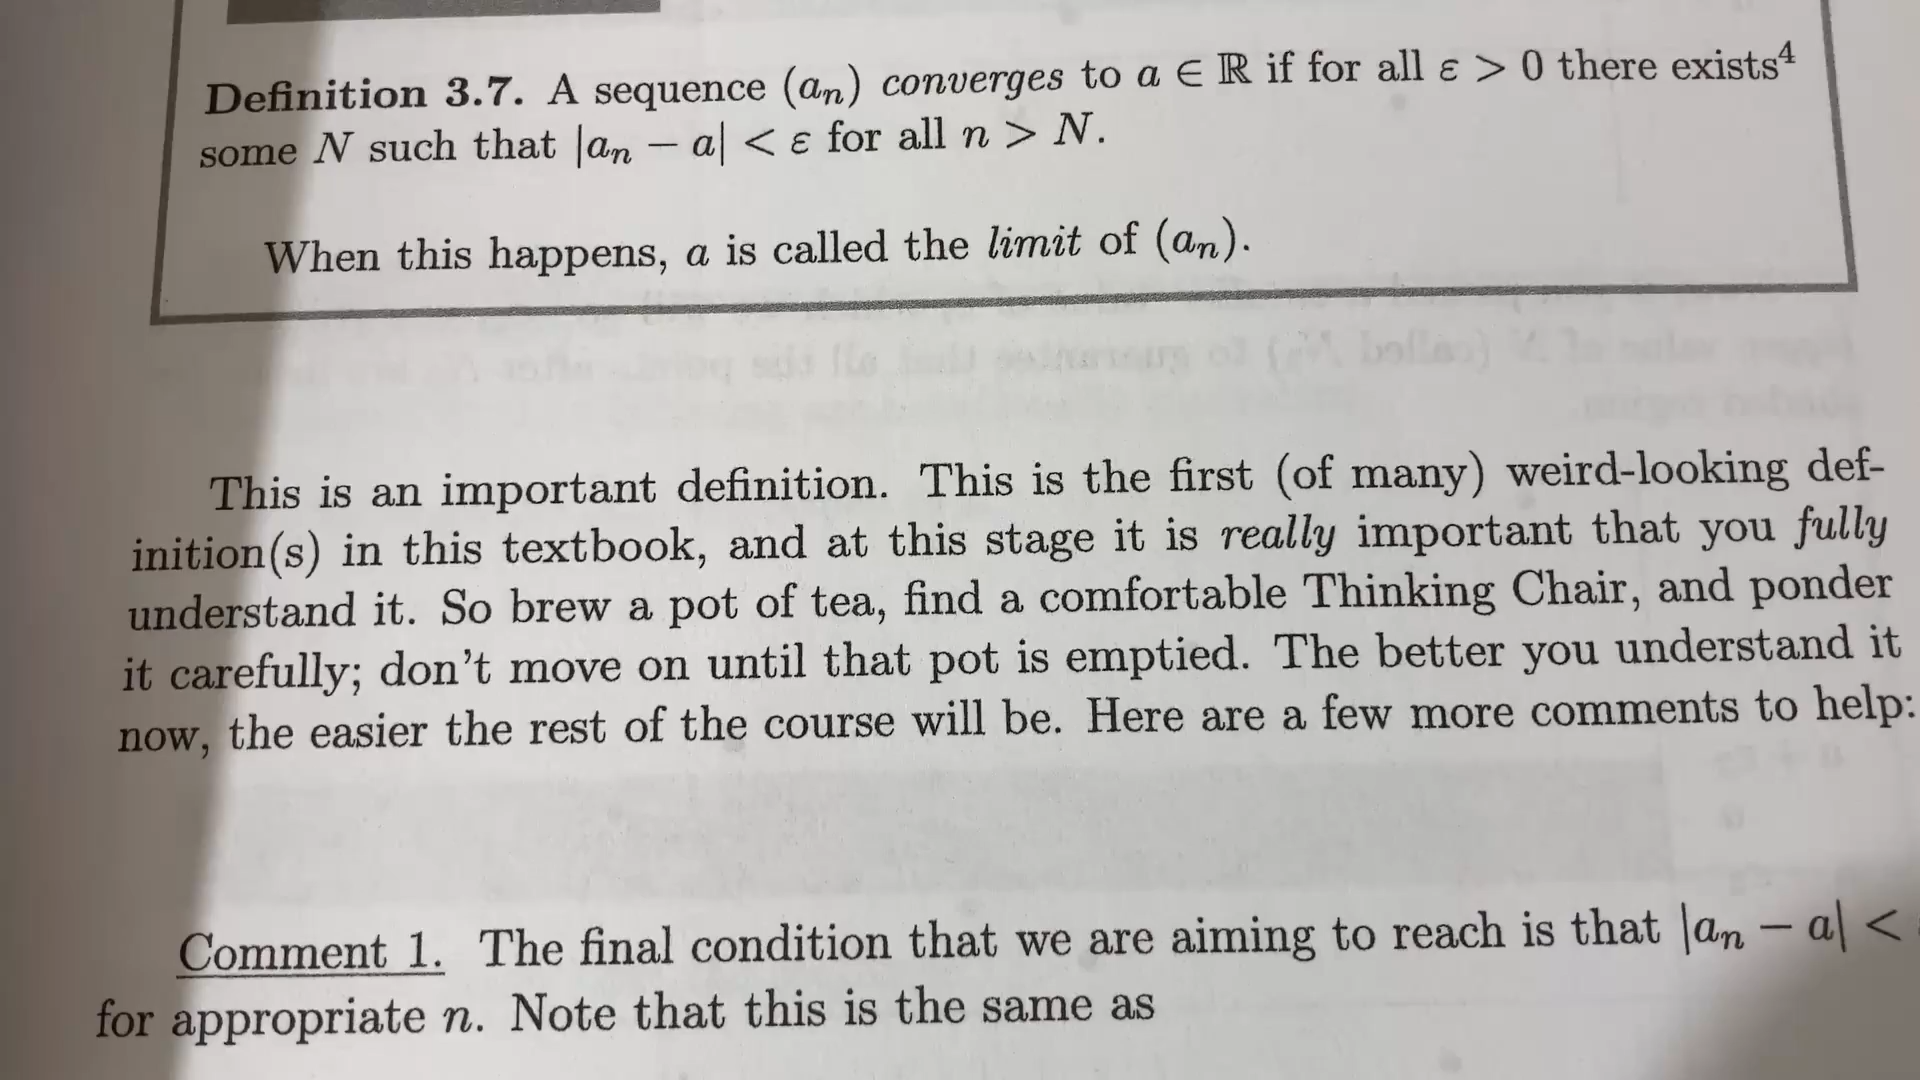 Definition 3.7. A sequence (aₙ) converges to a ∈ ℝ if for all ε > 0 there exists⁴
some N such that |aₙ − a| < ε for all n > N.
When this happens, a is called the limit of (aₙ).
This is an important definition. This is the first (of many) weird-looking def-
inition(s) in this textbook, and at this stage it is really important that you fully
understand it. So brew a pot of tea, find a comfortable Thinking Chair, and ponder
it carefully; don't move on until that pot is emptied. The better you understand it
now, the easier the rest of the course will be. Here are a few more comments to help:
Comment 1. The final condition that we are aiming to reach is that |aₙ − a| <
for appropriate n. Note that this is the same as